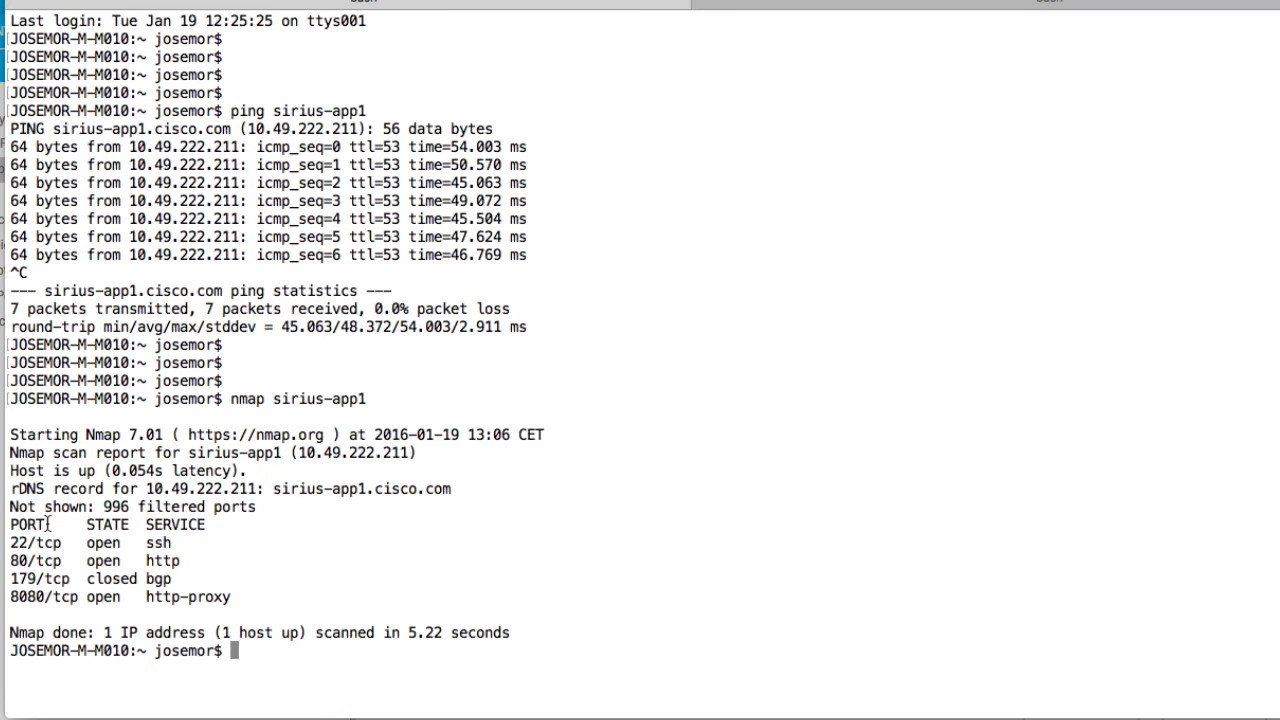 Last login: Tue Jan 19 12:25:25 on ttys001
[JOSEMOR-M-M010:~ josemor$
[JOSEMOR-M-M010:~ josemor$
[JOSEMOR-M-M010:~ josemor$
[JOSEMOR-M-M010:~ josemor$
[JOSEMOR-M-M010:~ josemor$ ping sirius-app1
PING sirius-app1.cisco.com (10.49.222.211): 56 data bytes
64 bytes from 10.49.222.211: icmp_seq=0 ttl=53 time=54.003 ms
64 bytes from 10.49.222.211: icmp_seq=1 ttl=53 time=50.570 ms
64 bytes from 10.49.222.211: icmp_seq=2 ttl=53 time=45.063 ms
64 bytes from 10.49.222.211: icmp_seq=3 ttl=53 time=49.072 ms
64 bytes from 10.49.222.211: icmp_seq=4 ttl=53 time=45.504 ms
64 bytes from 10.49.222.211: icmp_seq=5 ttl=53 time=47.624 ms
64 bytes from 10.49.222.211: icmp_seq=6 ttl=53 time=46.769 ms
^C
--- sirius-app1.cisco.com ping statistics ---
7 packets transmitted, 7 packets received, 0.0% packet loss
round-trip min/avg/max/stddev = 45.063/48.372/54.003/2.911 ms
[JOSEMOR-M-M010:~ josemor$
[JOSEMOR-M-M010:~ josemor$
[JOSEMOR-M-M010:~ josemor$
[JOSEMOR-M-M010:~ josemor$ nmap sirius-app1
Starting Nmap 7.01 ( https://nmap.org ) at 2016-01-19 13:06 CET
Nmap scan report for sirius-app1 (10.49.222.211)
Host is up (0.054s latency).
rDNS record for 10.49.222.211: sirius-app1.cisco.com
Not shown: 996 filtered ports
PORT STATE SERVICE
22/tcp open ssh
80/tcp open http
179/tcp closed bgp
8080/tcp open http-proxy
Nmap done: 1 IP address (1 host up) scanned in 5.22 seconds
JOSEMOR-M-M010:~ josemor$